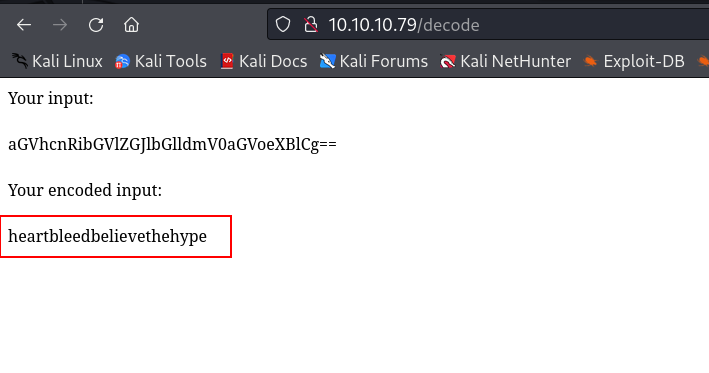 10.10.10.79/decode
Kali Linux Kali Tools Kali Docs Kali Forums Kali NetHunter Exploit-DB
Your input:
aGVhcnRibGVlZGJlbGlldmV0aGVoeXBlCg==
Your encoded input:
heartbleedbelievethehype